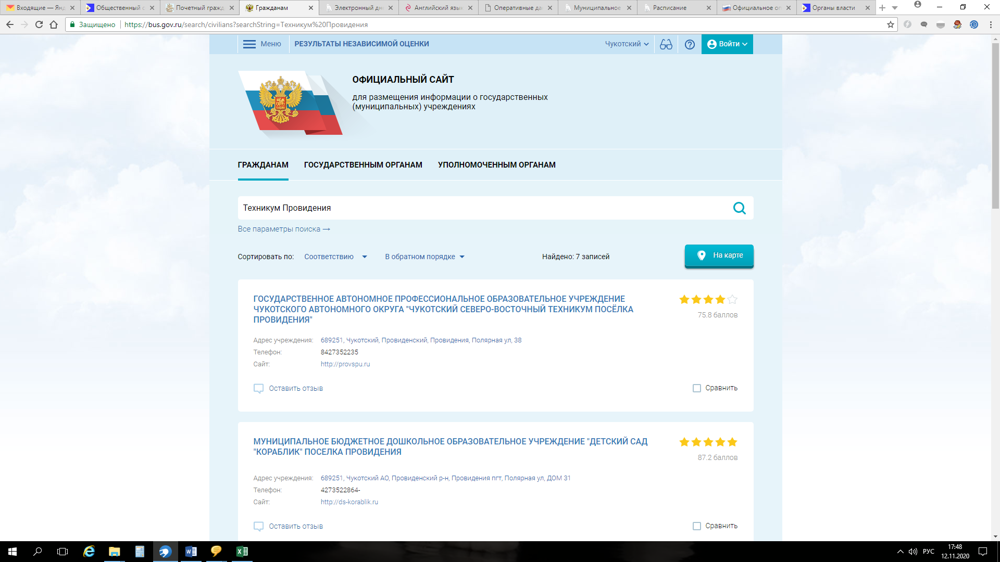 Входящие — Янд
Общественный с
Почетный гражд
Гражданам
Электронный дн
Английский язык
Оперативные да
Муниципальное
Расписание
Официальное оп
Органы власти
Защищено
https://bus.gov.ru/search/civilians?searchString=Техникум%20Провидения
Меню
РЕЗУЛЬТАТЫ НЕЗАВИСИМОЙ ОЦЕНКИ
Чукотский
Войти
ОФИЦИАЛЬНЫЙ САЙТ
для размещения информации о государственных
(муниципальных) учреждениях
ГРАЖДАНАМ
ГОСУДАРСТВЕННЫМ ОРГАНАМ
УПОЛНОМОЧЕННЫМ ОРГАНАМ
Техникум Провидения
Все параметры поиска →
Сортировать по: Соответствию В обратном порядке
Найдено: 7 записей
На карте
ГОСУДАРСТВЕННОЕ АВТОНОМНОЕ ПРОФЕССИОНАЛЬНОЕ ОБРАЗОВАТЕЛЬНОЕ УЧРЕЖДЕНИЕ
ЧУКОТСКОГО АВТОНОМНОГО ОКРУГА "ЧУКОТСКИЙ СЕВЕРО-ВОСТОЧНЫЙ ТЕХНИКУМ ПОСЁЛКА
ПРОВИДЕНИЯ"
75.8 баллов
Адрес учреждения: 689251, Чукотский, Провиденский, Провидения, Полярная ул, 38
Телефон: 8427352235
Сайт: http://provspu.ru
Оставить отзыв
Сравнить
МУНИЦИПАЛЬНОЕ БЮДЖЕТНОЕ ДОШКОЛЬНОЕ ОБРАЗОВАТЕЛЬНОЕ УЧРЕЖДЕНИЕ "ДЕТСКИЙ САД
"КОРАБЛИК" ПОСЕЛКА ПРОВИДЕНИЯ
87.2 баллов
Адрес учреждения: 689251, Чукотский АО, Провиденский р-н, Провидения пгт, Полярная ул, ДОМ 31
Телефон: 4273522864-
Сайт: http://ds-korablik.ru
Оставить отзыв
Сравнить
РУС
17:48
12.11.2020